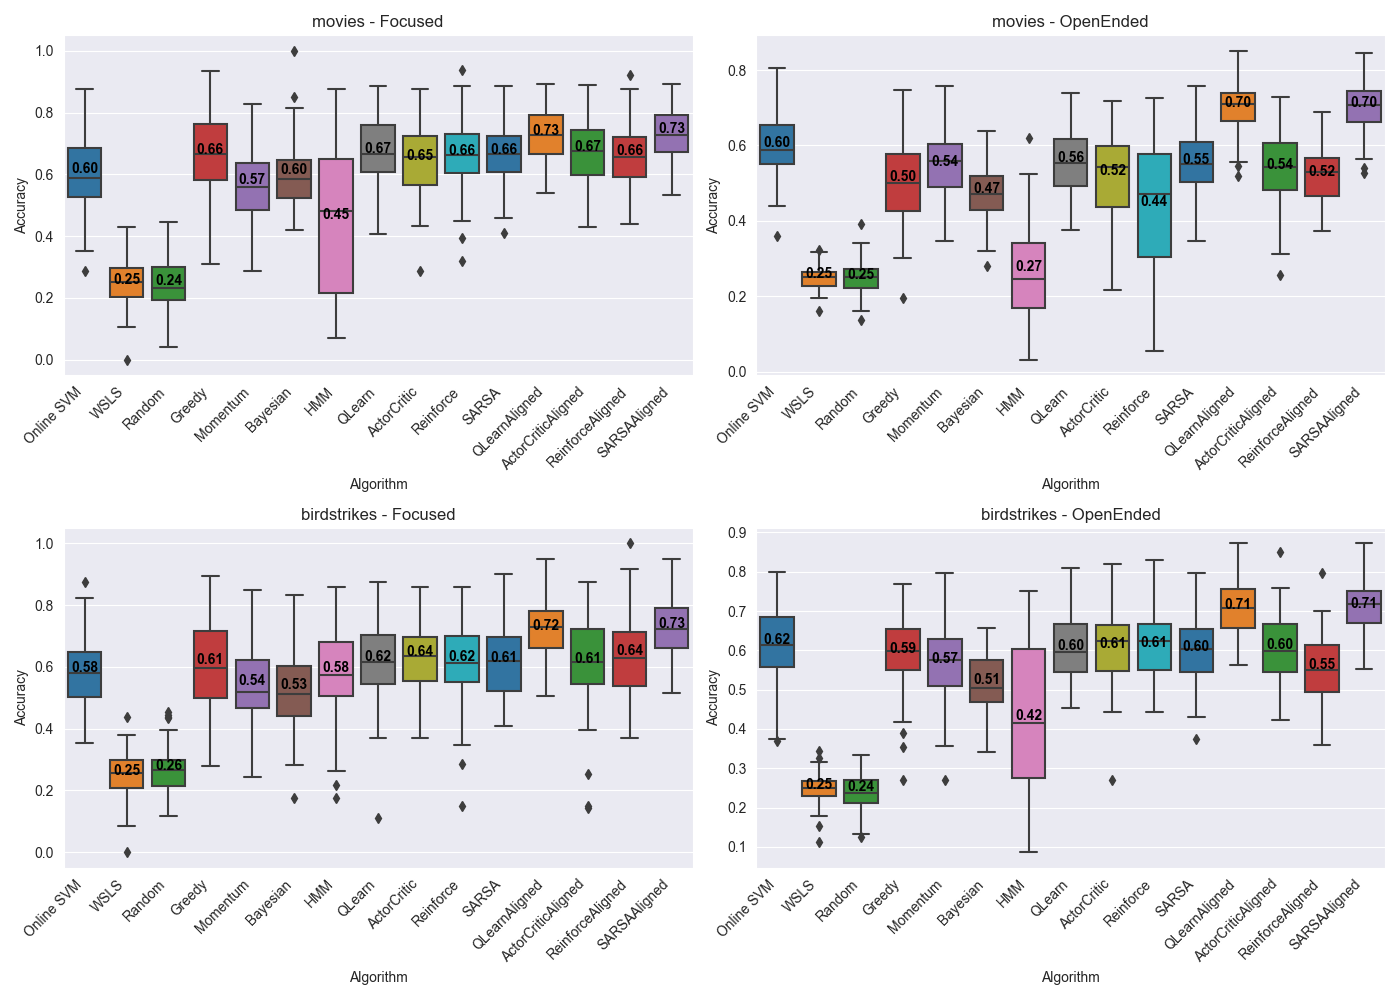 movies - Focused
Accuracy
1.0
0.8
0.6
0.4
0.2
0.0
0.60
0.25
0.24
0.66
0.57
0.60
0.45
0.67
0.65
0.66
0.66
0.73
0.67
0.66
0.73
Online SVM
WSLS
Random
Greedy
Momentum
Bayesian
HMM
QLearn
ActorCritic
Reinforce
SARSA
QLearnAligned
ActorCriticAligned
ReinforceAligned
SARSAAligned
Algorithm
movies - OpenEnded
Accuracy
0.8
0.6
0.4
0.2
0.0
0.60
0.25
0.25
0.50
0.54
0.47
0.27
0.56
0.52
0.44
0.55
0.70
0.54
0.52
0.70
Online SVM
WSLS
Random
Greedy
Momentum
Bayesian
HMM
QLearn
ActorCritic
Reinforce
SARSA
QLearnAligned
ActorCriticAligned
ReinforceAligned
SARSAAligned
Algorithm
birdstrikes - Focused
Accuracy
1.0
0.8
0.6
0.4
0.2
0.0
0.58
0.25
0.26
0.61
0.54
0.53
0.58
0.62
0.64
0.62
0.61
0.72
0.61
0.64
0.73
Online SVM
WSLS
Random
Greedy
Momentum
Bayesian
HMM
QLearn
ActorCritic
Reinforce
SARSA
QLearnAligned
ActorCriticAligned
ReinforceAligned
SARSAAligned
Algorithm
birdstrikes - OpenEnded
Accuracy
0.9
0.8
0.7
0.6
0.5
0.4
0.3
0.2
0.1
0.62
0.25
0.24
0.59
0.57
0.51
0.42
0.60
0.61
0.61
0.60
0.71
0.60
0.55
0.71
Online SVM
WSLS
Random
Greedy
Momentum
Bayesian
HMM
QLearn
ActorCritic
Reinforce
SARSA
QLearnAligned
ActorCriticAligned
ReinforceAligned
SARSAAligned
Algorithm